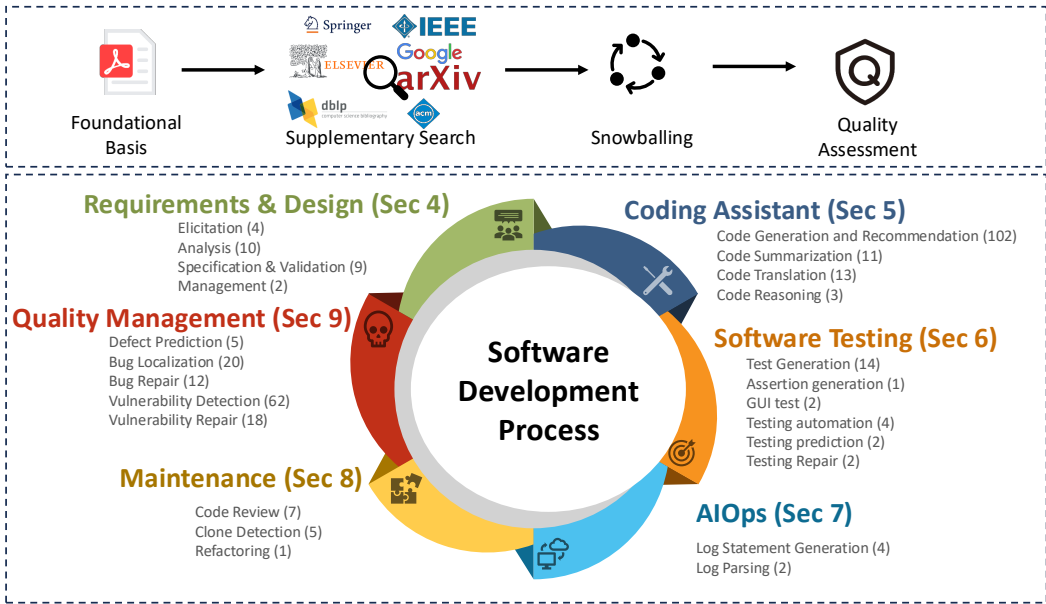 Springer
IEEE
ELSEVIER
Google
arXiv
dblp
computer science bibliography
acm
Foundational
Basis
Supplementary Search
Snowballing
Q
Quality
Assessment
Requirements & Design (Sec 4)
Elicitation (4)
Analysis (10)
Specification & Validation (9)
Management (2)
Coding Assistant (Sec 5)
Code Generation and Recommendation (102)
Code Summarization (11)
Code Translation (13)
Code Reasoning (3)
Quality Management (Sec 9)
Defect Prediction (5)
Bug Localization (20)
Bug Repair (12)
Vulnerability Detection (62)
Vulnerability Repair (18)
Software
Development
Process
Software Testing (Sec 6)
Test Generation (14)
Assertion generation (1)
GUI test (2)
Testing automation (4)
Testing prediction (2)
Testing Repair (2)
Maintenance (Sec 8)
Code Review (7)
Clone Detection (5)
Refactoring (1)
AIOps (Sec 7)
Log Statement Generation (4)
Log Parsing (2)